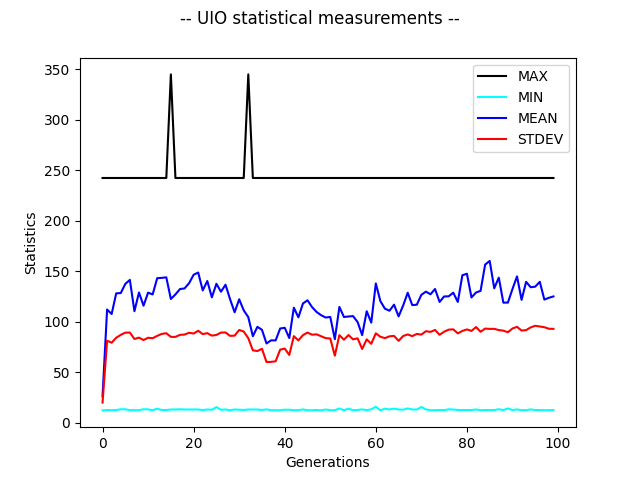 -- UIO statistical measurements --
350
300
250
200
150
100
50
0
Statistics
MAX
MIN
MEAN
STDEV
0 20 40 60 80 100
Generations